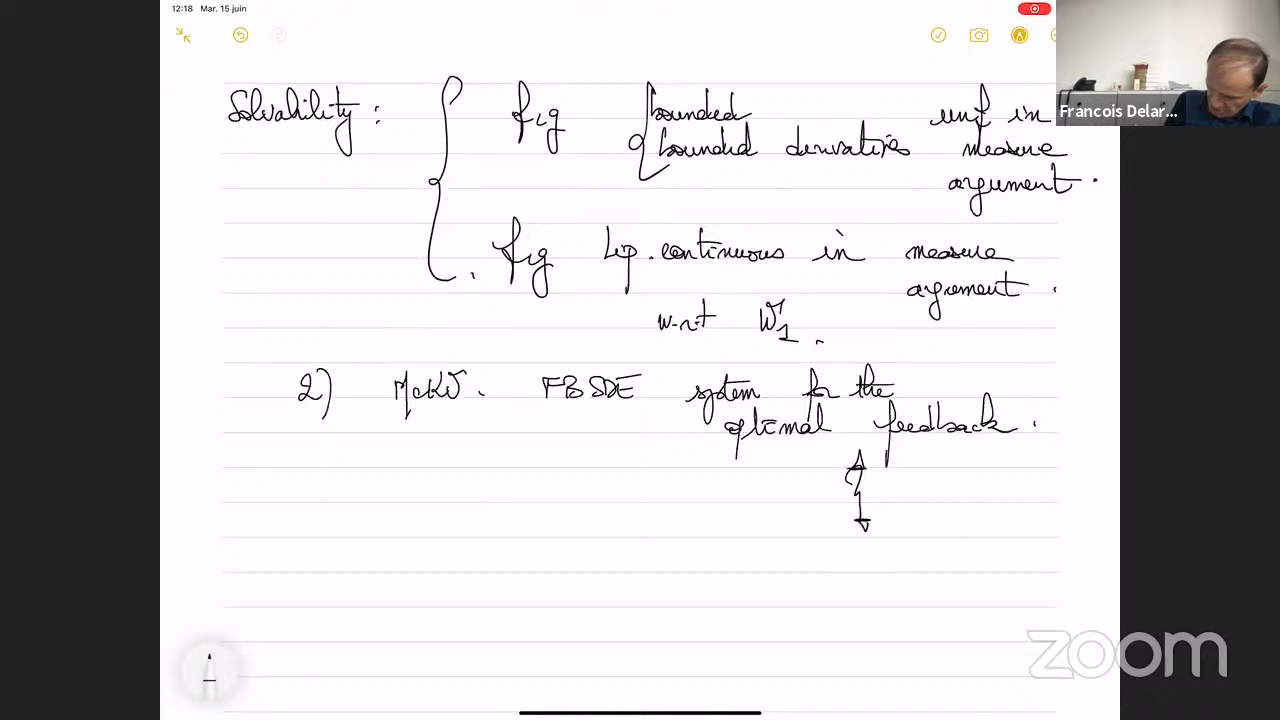 12:18 Mar. 15 juin
Francois Delar...
Solvability : f, g bounded unif in
bounded derivatives measure
argument.
. f, g Lip. continuous in measure
argument.
w.r.t W1.
2) McKV. FBSDE system for the
optimal feedback.
zoom